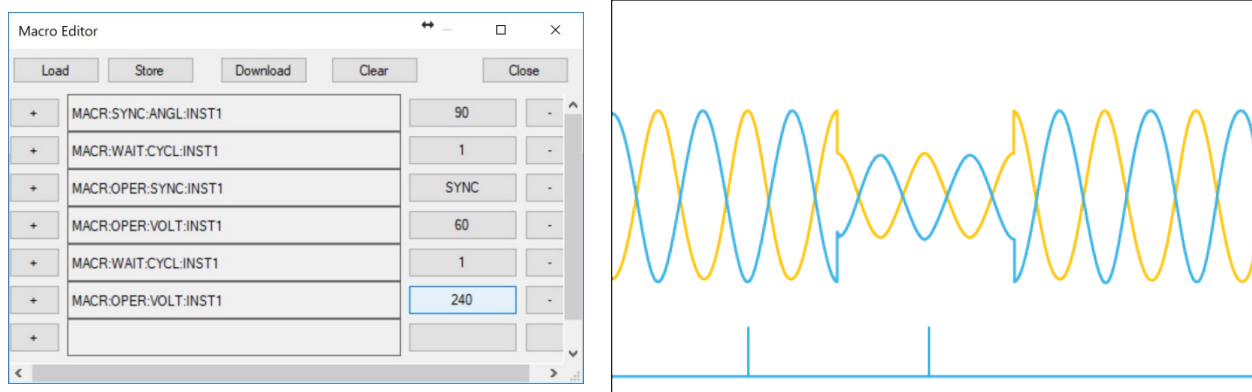 Macro Editor
Load Store Download Clear Close
+ MACR:SYNC:ANGL:INST1 90 -
+ MACR:WAIT:CYCL:INST1 1 -
+ MACR:OPER:SYNC:INST1 SYNC -
+ MACR:OPER:VOLT:INST1 60 -
+ MACR:WAIT:CYCL:INST1 1 -
+ MACR:OPER:VOLT:INST1 240 -
+